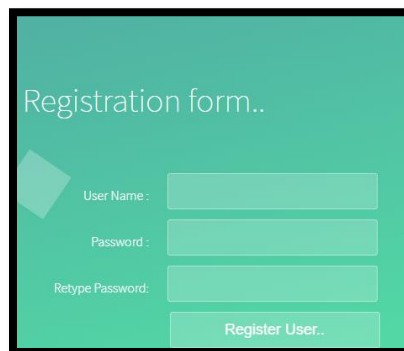 Registration form..
User Name :
Password :
Retype Password:
Register User..